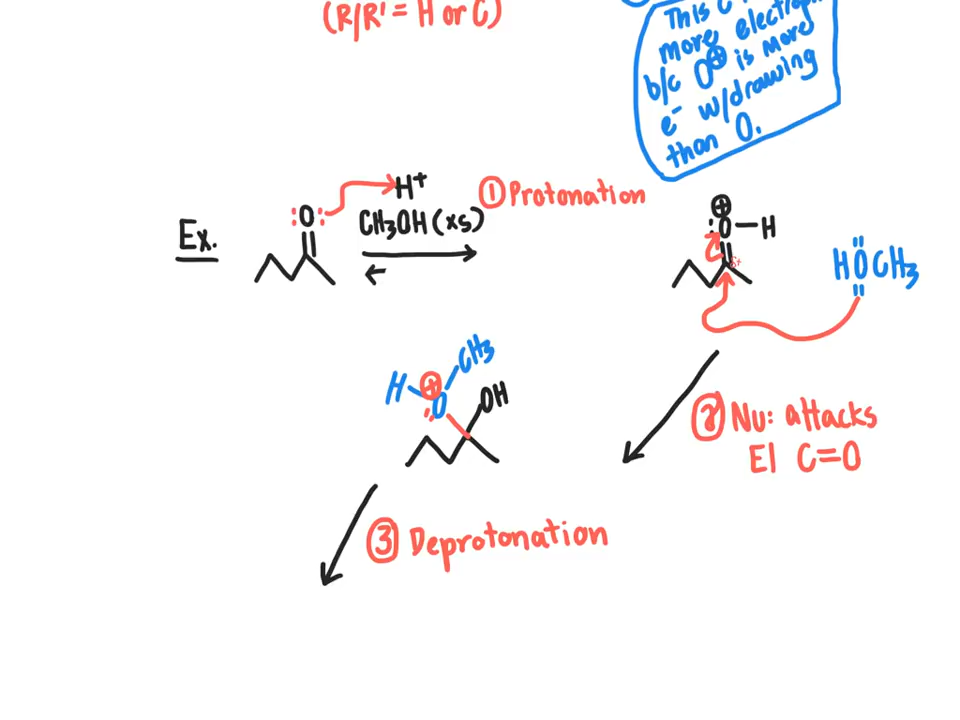 (R/R' = H or C)
This C
more electroph
b/c O⊕ is more
e⁻ w/drawing
than O.
Ex.
:O:
H⁺
CH₃OH (xs)
① Protonation
⊕
:O—H
δ+
HÖCH₃
② Nu: attacks
El C=O
H ⊕ CH₃
:O OH
③ Deprotonation